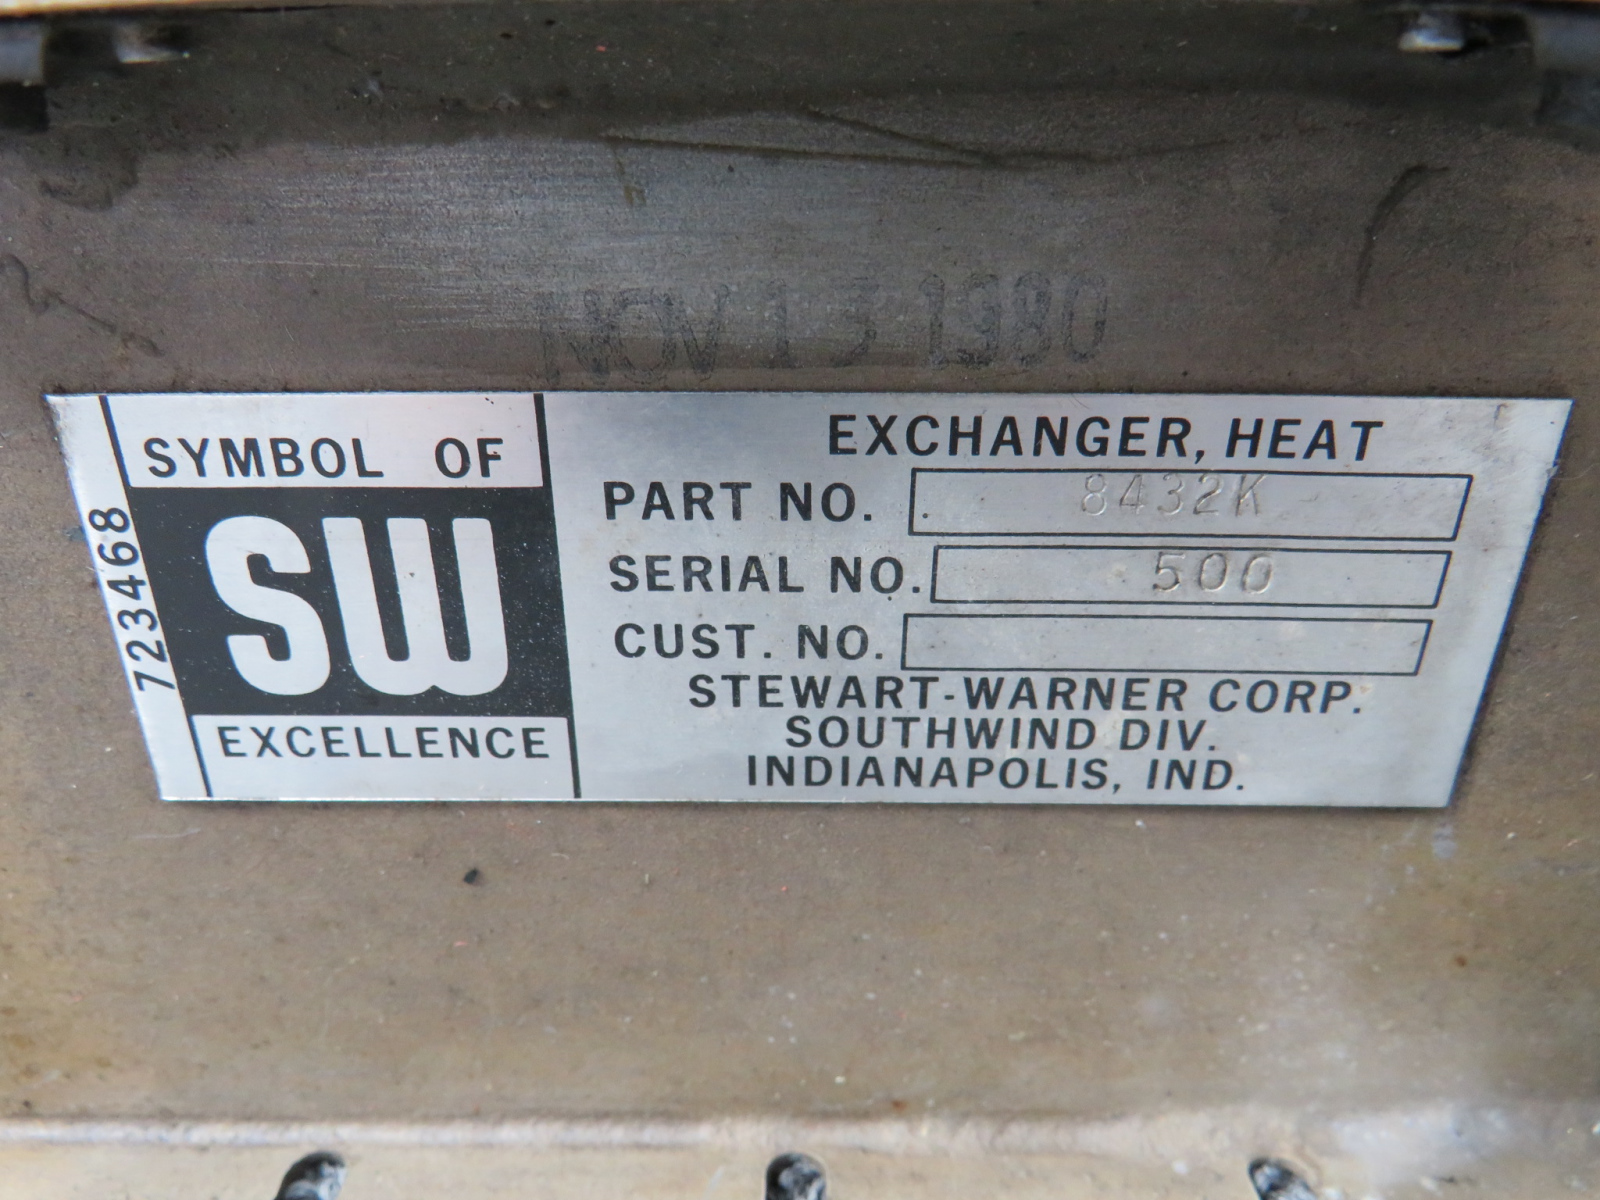 NOV 13 1980
723468
SYMBOL OF
SW
EXCELLENCE
EXCHANGER, HEAT
PART NO. 8432K
SERIAL NO. 500
CUST. NO.
STEWART-WARNER CORP.
SOUTHWIND DIV.
INDIANAPOLIS, IND.